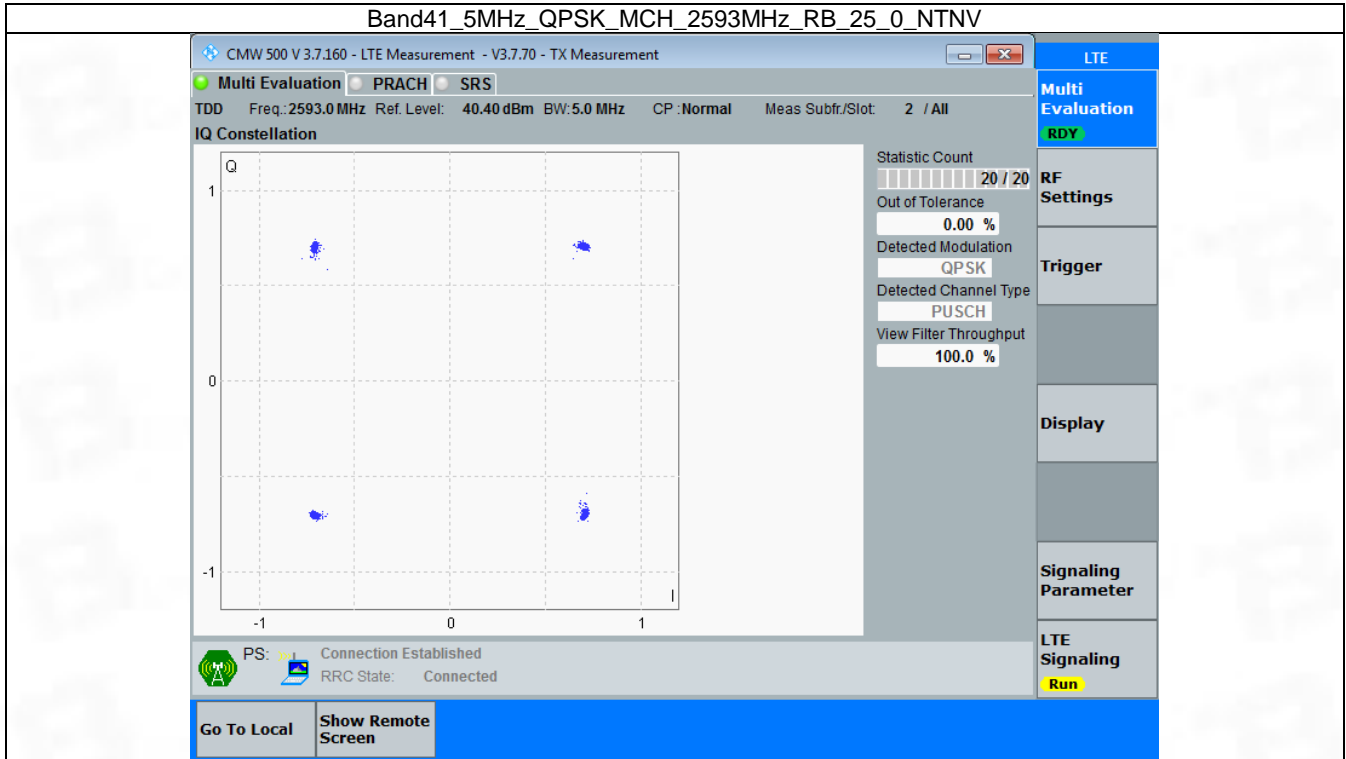 Band41_5MHz_QPSK_MCH_2593MHz_RB_25_0_NTNV
CMW 500 V 3.7.160 - LTE Measurement - V3.7.70 - TX Measurement
LTE
Multi Evaluation PRACH SRS
TDD Freq.:2593.0 MHz Ref. Level: 40.40 dBm BW:5.0 MHz CP :Normal Meas Subfr./Slot: 2 / All
IQ Constellation
Multi
Evaluation
RDY
Q
1
0
-1
I
-1 0 1
Statistic Count
20 / 20
Out of Tolerance
0.00 %
Detected Modulation
QPSK
Detected Channel Type
PUSCH
View Filter Throughput
100.0 %
RF
Settings
Trigger
Display
Signaling
Parameter
LTE
Signaling
Run
PS: Connection Established
RRC State: Connected
Go To Local
Show Remote
Screen